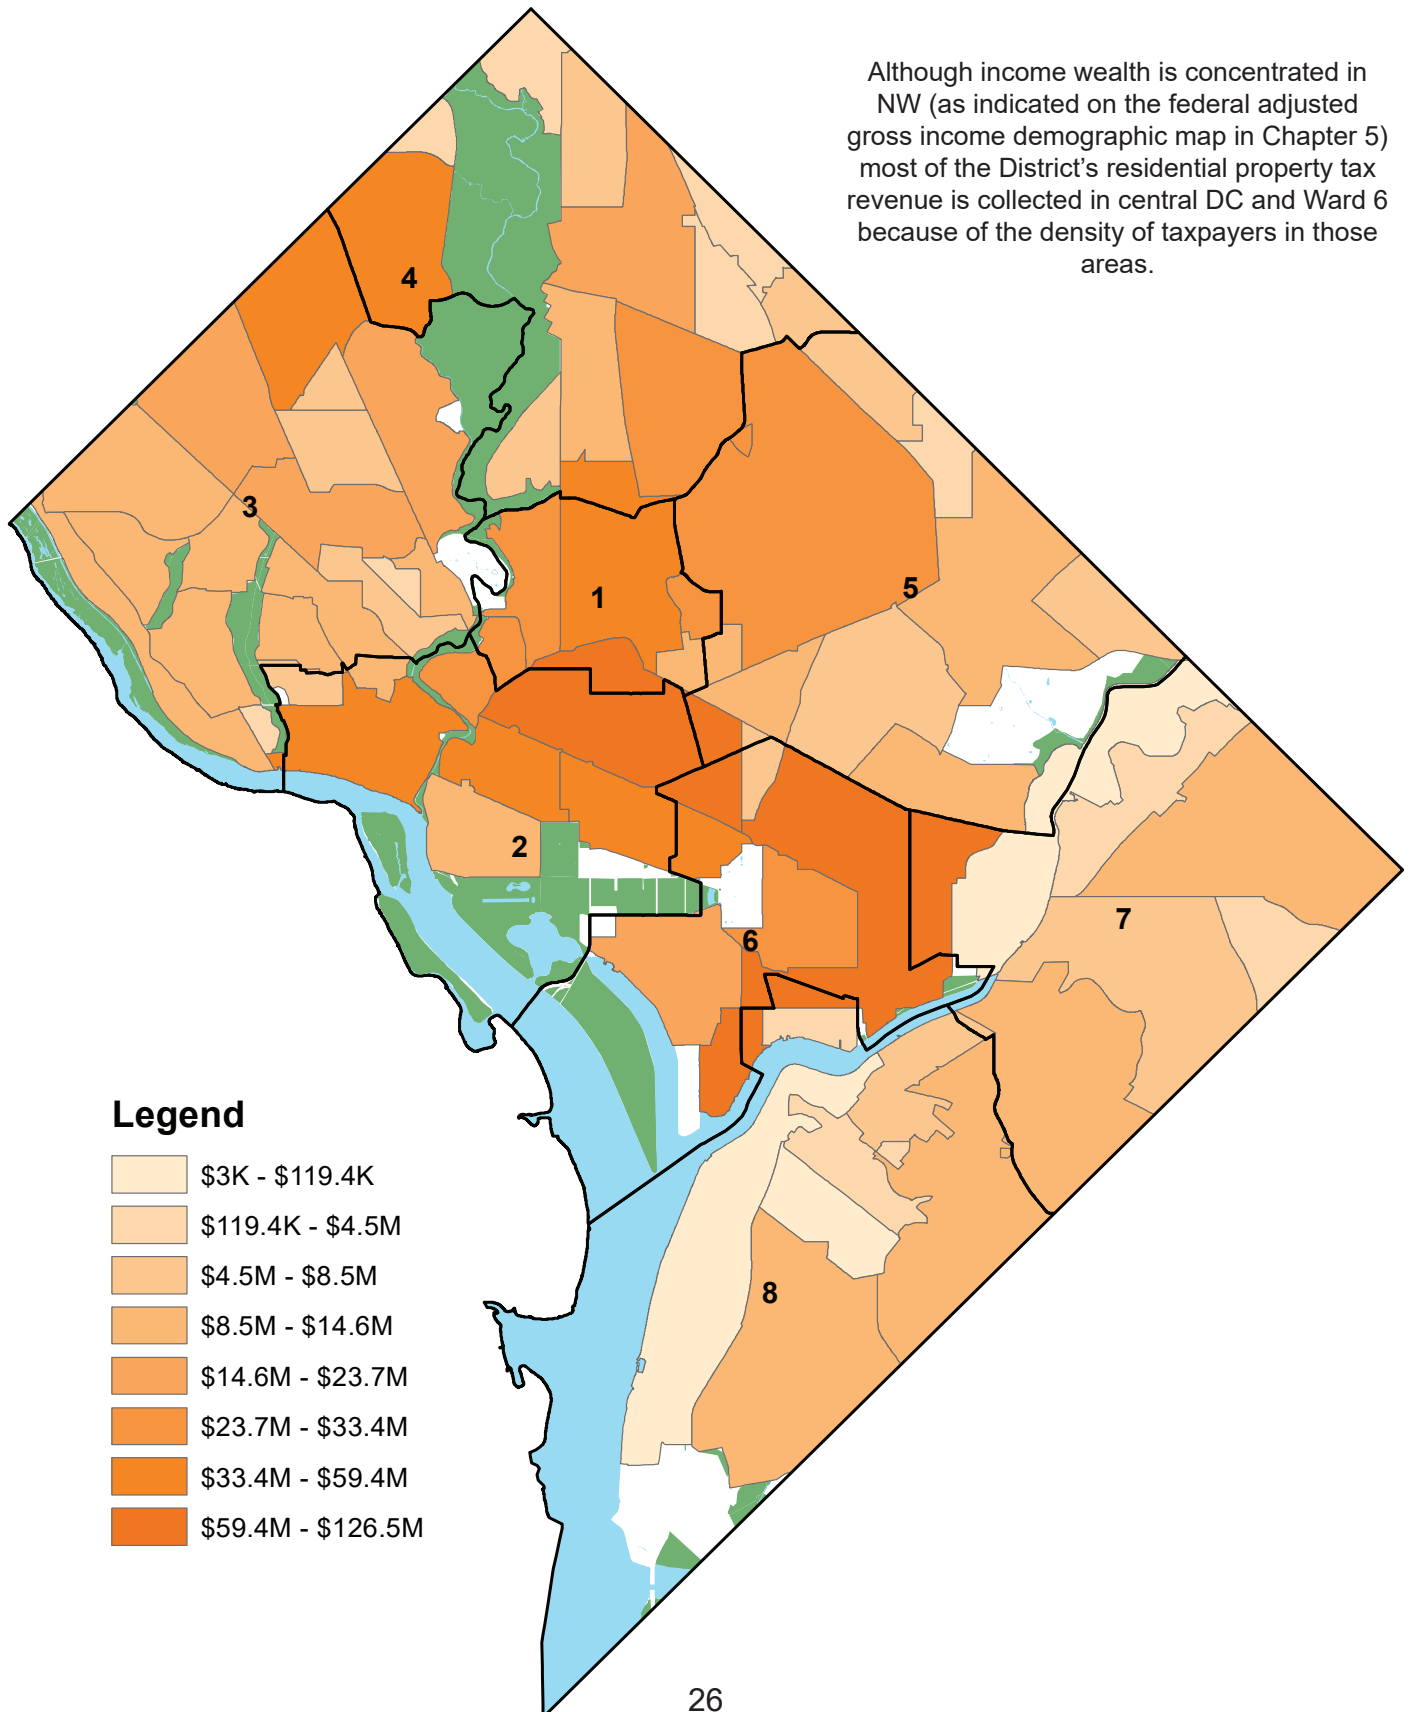 Although income wealth is concentrated in
NW (as indicated on the federal adjusted
gross income demographic map in Chapter 5)
most of the District’s residential property tax
revenue is collected in central DC and Ward 6
because of the density of taxpayers in those
areas.
4
3
1
5
2
6
7
8
Legend
$3K - $119.4K
$119.4K - $4.5M
$4.5M - $8.5M
$8.5M - $14.6M
$14.6M - $23.7M
$23.7M - $33.4M
$33.4M - $59.4M
$59.4M - $126.5M
26